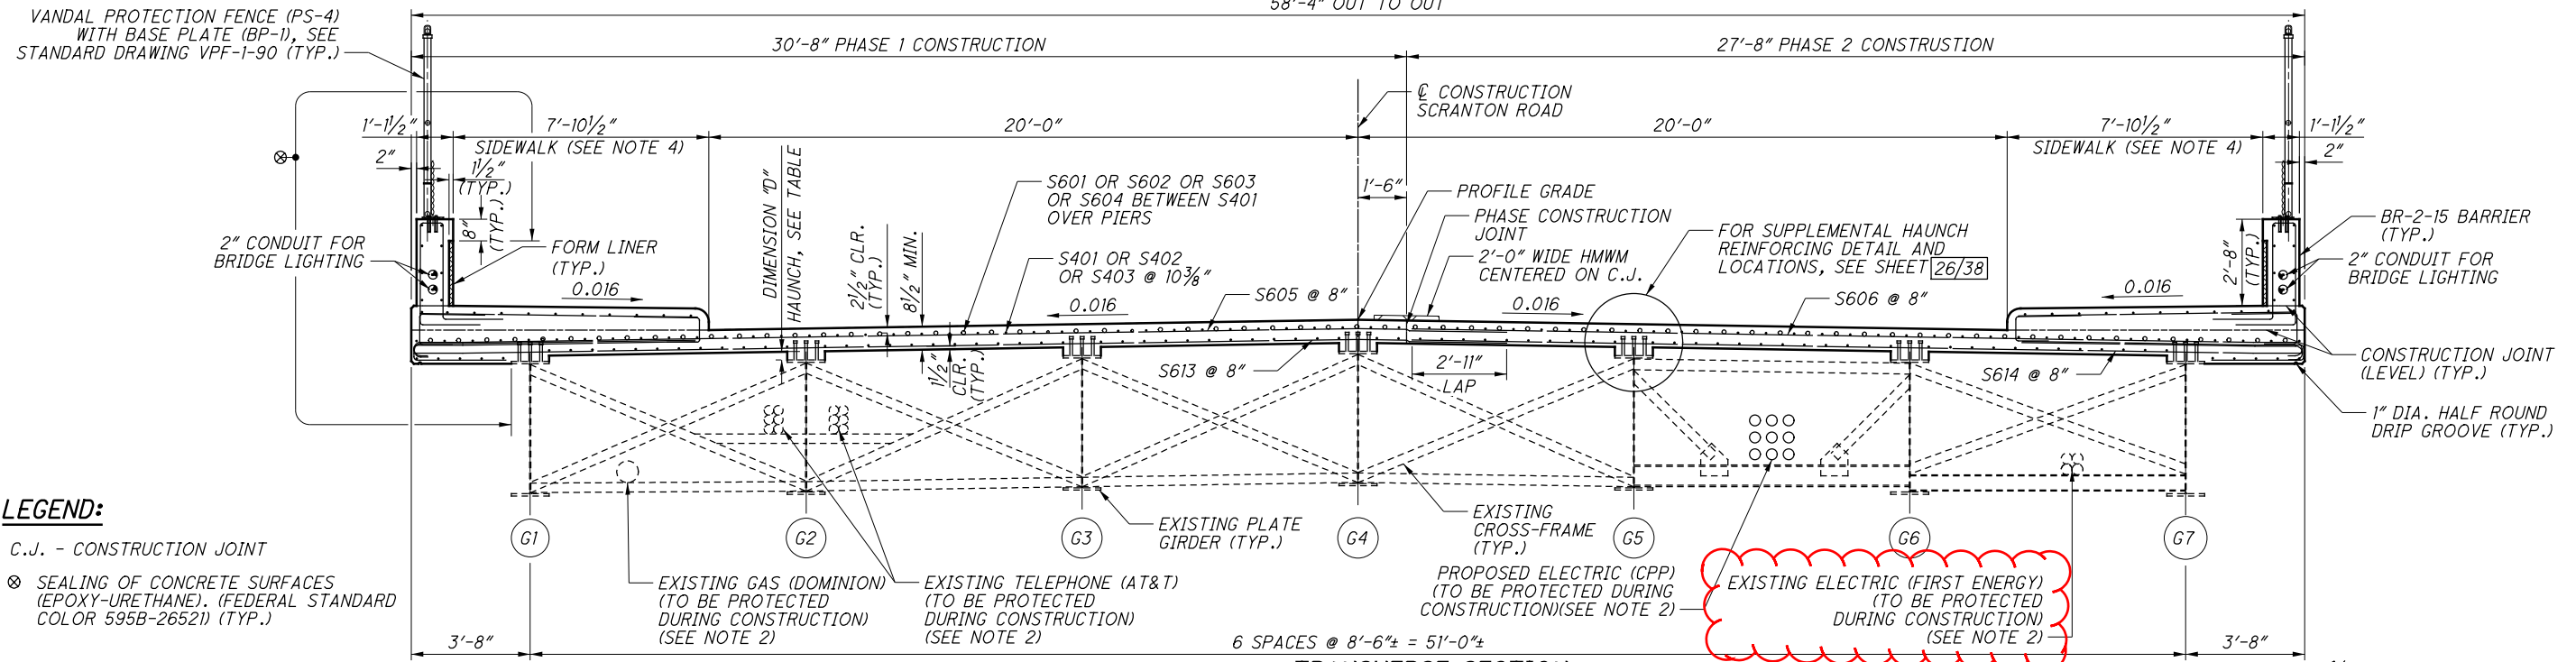 58'-4" OUT TO OUT
VANDAL PROTECTION FENCE (PS-4)
WITH BASE PLATE (BP-1), SEE
STANDARD DRAWING VPF-1-90 (TYP.)
30'-8" PHASE 1 CONSTRUCTION
27'-8" PHASE 2 CONSTRUSTION
℄ CONSTRUCTION
SCRANTON ROAD
1'-1½"
7'-10½"
SIDEWALK (SEE NOTE 4)
20'-0"
20'-0"
7'-10½"
SIDEWALK (SEE NOTE 4)
1'-1½"
2"
1½"
(TYP.)
8"
(TYP.)
2"
DIMENSION "D"
HAUNCH, SEE TABLE
2½" CLR.
(TYP.)
8½" MIN.
S601 OR S602 OR S603
OR S604 BETWEEN S401
OVER PIERS
1'-6"
PROFILE GRADE
PHASE CONSTRUCTION
JOINT
2'-0" WIDE HMWM
CENTERED ON C.J.
FOR SUPPLEMENTAL HAUNCH
REINFORCING DETAIL AND
LOCATIONS, SEE SHEET 26/38
BR-2-15 BARRIER
(TYP.)
2'-8"
(TYP.)
2" CONDUIT FOR
BRIDGE LIGHTING
2" CONDUIT FOR
BRIDGE LIGHTING
FORM LINER
(TYP.)
S401 OR S402
OR S403 @ 10⅜"
0.016
0.016
S605 @ 8"
0.016
S606 @ 8"
0.016
1½"
CLR.
(TYP.)
S613 @ 8"
2'-11"
LAP
S614 @ 8"
CONSTRUCTION JOINT
(LEVEL) (TYP.)
1" DIA. HALF ROUND
DRIP GROOVE (TYP.)
LEGEND:
C.J. - CONSTRUCTION JOINT
⊗ SEALING OF CONCRETE SURFACES
(EPOXY-URETHANE). (FEDERAL STANDARD
COLOR 595B-26521) (TYP.)
G1
G2
G3
G4
G5
G6
G7
EXISTING PLATE
GIRDER (TYP.)
EXISTING
CROSS-FRAME
(TYP.)
EXISTING GAS (DOMINION)
(TO BE PROTECTED
DURING CONSTRUCTION)
(SEE NOTE 2)
EXISTING TELEPHONE (AT&T)
(TO BE PROTECTED
DURING CONSTRUCTION)
(SEE NOTE 2)
PROPOSED ELECTRIC (CPP)
(TO BE PROTECTED DURING
CONSTRUCTION)(SEE NOTE 2)
EXISTING ELECTRIC (FIRST ENERGY)
(TO BE PROTECTED
DURING CONSTRUCTION)
(SEE NOTE 2)
3'-8"
6 SPACES @ 8'-6"± = 51'-0"±
3'-8"
TRANSVERSE SECTION